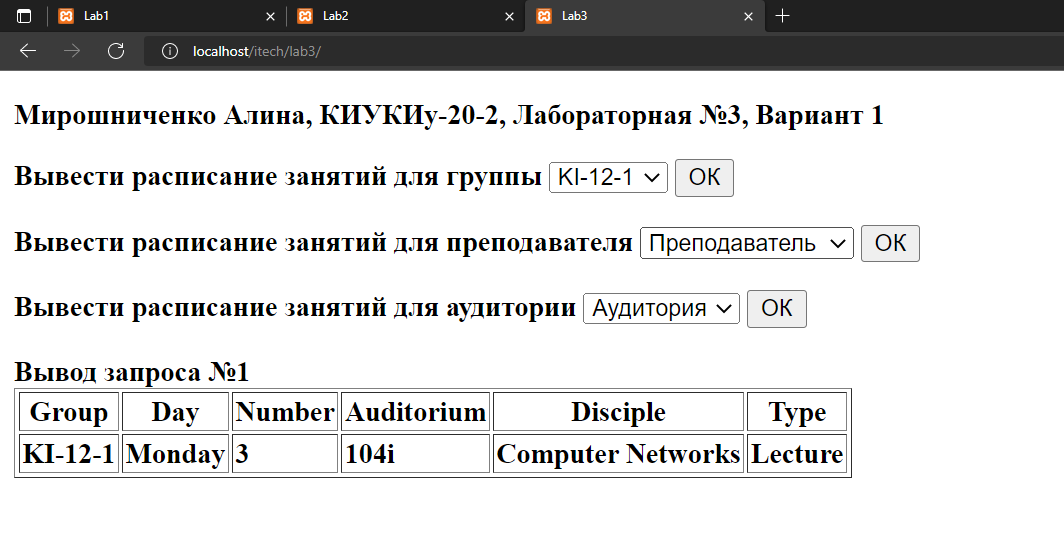 Lab1 Lab2 Lab3
localhost/itech/lab3/
Мирошниченко Алина, КИУКИу-20-2, Лабораторная №3, Вариант 1
Вывести расписание занятий для группы KI-12-1 ОК
Вывести расписание занятий для преподавателя Преподаватель ОК
Вывести расписание занятий для аудитории Аудитория ОК
Вывод запроса №1
Group Day Number Auditorium Disciple Type
KI-12-1 Monday 3 104i Computer Networks Lecture